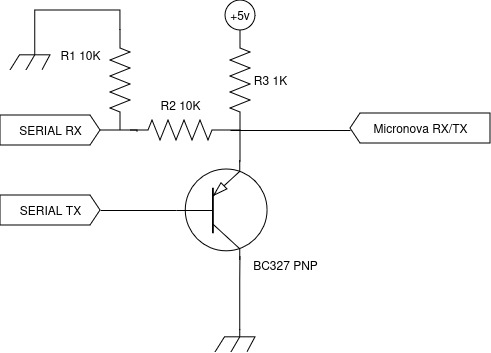 +5v
R1 10K
R3 1K
R2 10K
SERIAL RX
Micronova RX/TX
SERIAL TX
BC327 PNP